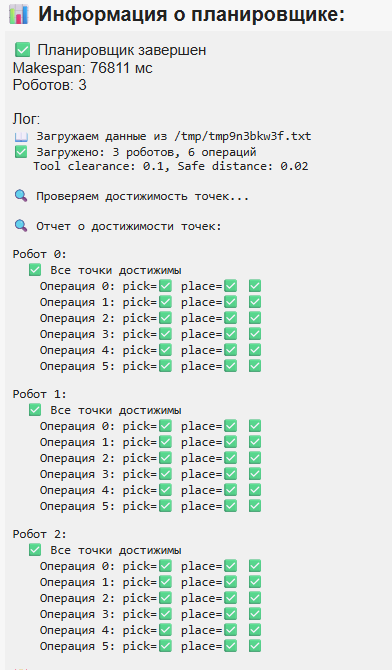 📊 Информация о планировщике:
✅ Планировщик завершен
Makespan: 76811 мс
Роботов: 3
Лог:
📖 Загружаем данные из /tmp/tmp9n3bkw3f.txt
✅ Загружено: 3 роботов, 6 операций
Tool clearance: 0.1, Safe distance: 0.02
🔍 Проверяем достижимость точек...
🔍 Отчет о достижимости точек:
Робот 0:
✅ Все точки достижимы
Операция 0: pick=✅ place=✅ ✅
Операция 1: pick=✅ place=✅ ✅
Операция 2: pick=✅ place=✅ ✅
Операция 3: pick=✅ place=✅ ✅
Операция 4: pick=✅ place=✅ ✅
Операция 5: pick=✅ place=✅ ✅
Робот 1:
✅ Все точки достижимы
Операция 0: pick=✅ place=✅ ✅
Операция 1: pick=✅ place=✅ ✅
Операция 2: pick=✅ place=✅ ✅
Операция 3: pick=✅ place=✅ ✅
Операция 4: pick=✅ place=✅ ✅
Операция 5: pick=✅ place=✅ ✅
Робот 2:
✅ Все точки достижимы
Операция 0: pick=✅ place=✅ ✅
Операция 1: pick=✅ place=✅ ✅
Операция 2: pick=✅ place=✅ ✅
Операция 3: pick=✅ place=✅ ✅
Операция 4: pick=✅ place=✅ ✅
Операция 5: pick=✅ place=✅ ✅